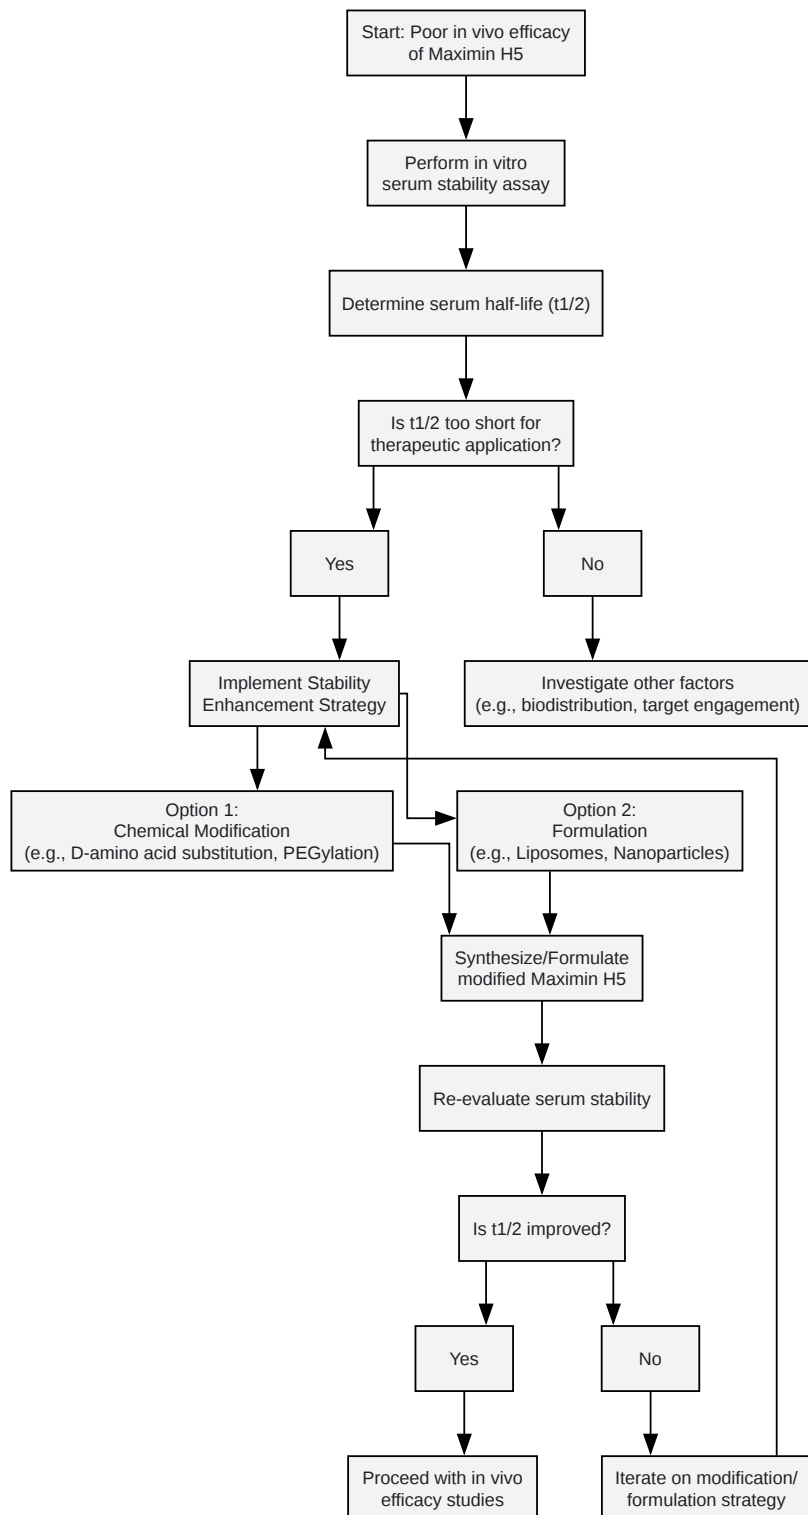 Start: Poor in vivo efficacy
of Maximin H5
Perform in vitro
serum stability assay
Determine serum half-life (t1/2)
Is t1/2 too short for
therapeutic application?
Yes
No
Implement Stability
Enhancement Strategy
Investigate other factors
(e.g., biodistribution, target engagement)
Option 1:
Chemical Modification
(e.g., D-amino acid substitution, PEGylation)
Option 2:
Formulation
(e.g., Liposomes, Nanoparticles)
Synthesize/Formulate
modified Maximin H5
Re-evaluate serum stability
Is t1/2 improved?
Yes
No
Proceed with in vivo
efficacy studies
Iterate on modification/
formulation strategy